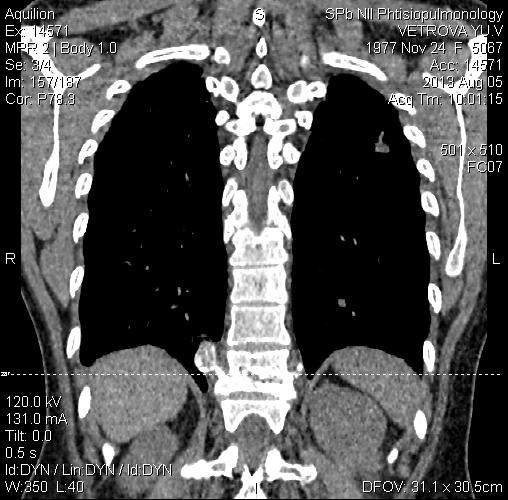 Aquilion
Ex: 14571
MPR 2 | Body 1.0
Se: 3/4
Im: 157/187
Cor: P78.3
S
SPb NII Phtisiopulmonology
VETROVA YU.V
1977 Nov 24 F 5067
Acc: 14571
2013 Aug 05
Acq Tm: 10:01:15
501 x 510
FC07
R
L
120.0 kV
131.0 mA
Tilt: 0.0
0.5 s
Id:DYN / Lin:DYN / Id:DYN
W:350 L:40
I
DFOV: 31.1 x 30.5cm